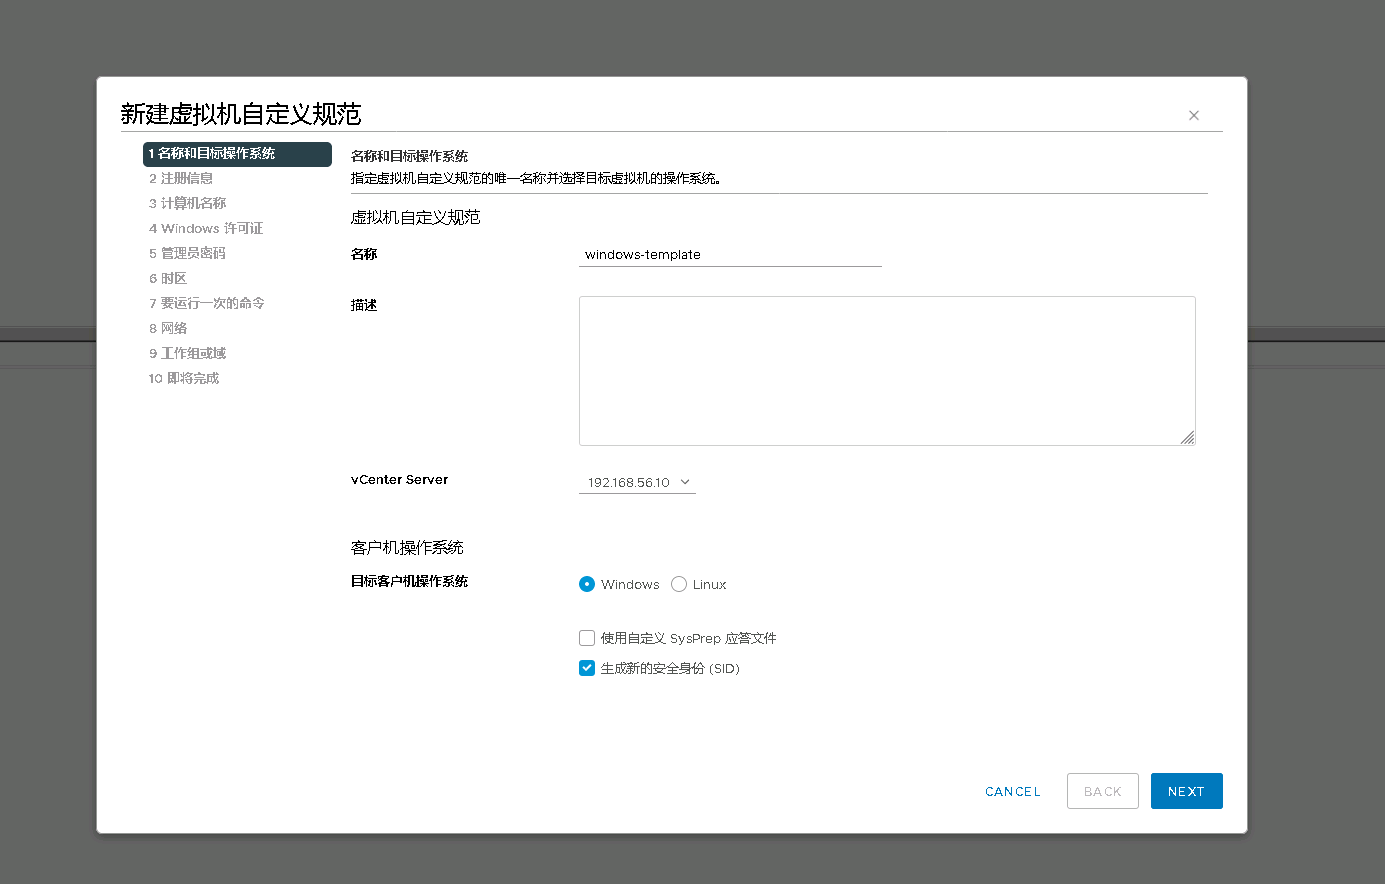 新建虚拟机自定义规范
1 名称和目标操作系统
2 注册信息
3 计算机名称
4 Windows 许可证
5 管理员密码
6 时区
7 要运行一次的命令
8 网络
9 工作组或域
10 即将完成
名称和目标操作系统
指定虚拟机自定义规范的唯一名称并选择目标虚拟机的操作系统。
虚拟机自定义规范
名称 windows-template
描述
vCenter Server 192.168.56.10
客户机操作系统
目标客户机操作系统 Windows Linux
使用自定义 SysPrep 应答文件
生成新的安全身份 (SID)
CANCEL BACK NEXT